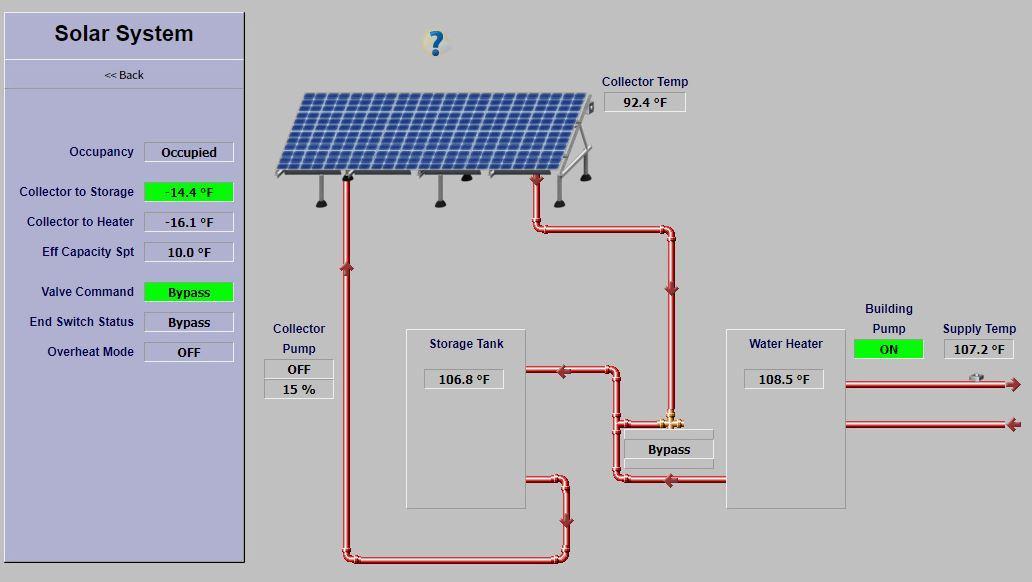 Solar System
<< Back
Occupancy Occupied
Collector to Storage -14.4 °F
Collector to Heater -16.1 °F
Eff Capacity Spt 10.0 °F
Valve Command Bypass
End Switch Status Bypass
Overheat Mode OFF
?
Collector Temp
92.4 °F
Collector
Pump
OFF
15 %
Storage Tank
106.8 °F
Bypass
Water Heater
108.5 °F
Building
Pump
ON
Supply Temp
107.2 °F